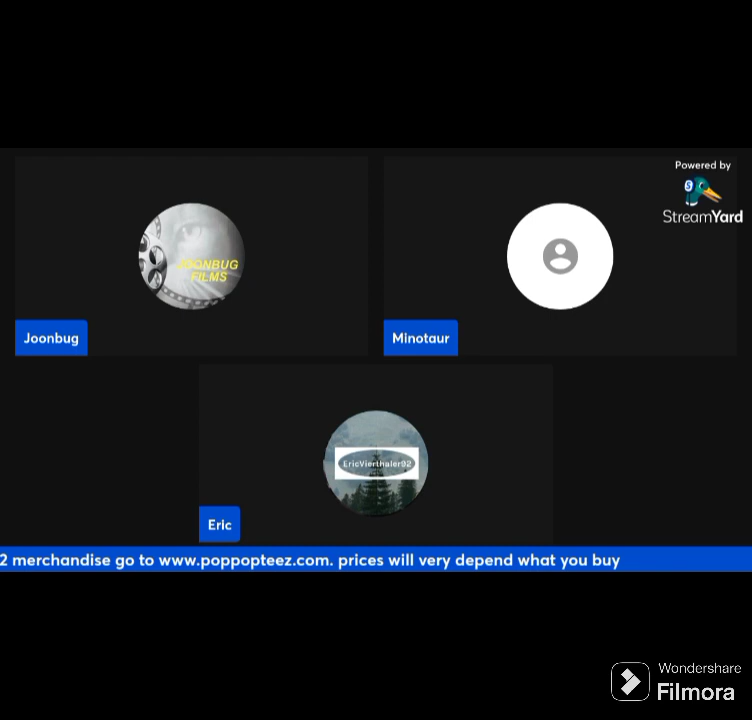 Powered by
StreamYard
JOONBUG
FILMS
Joonbug
Minotaur
EricVierthaler92
Eric
2 merchandise go to www.poppopteez.com. prices will very depend what you buy
Wondershare
Filmora